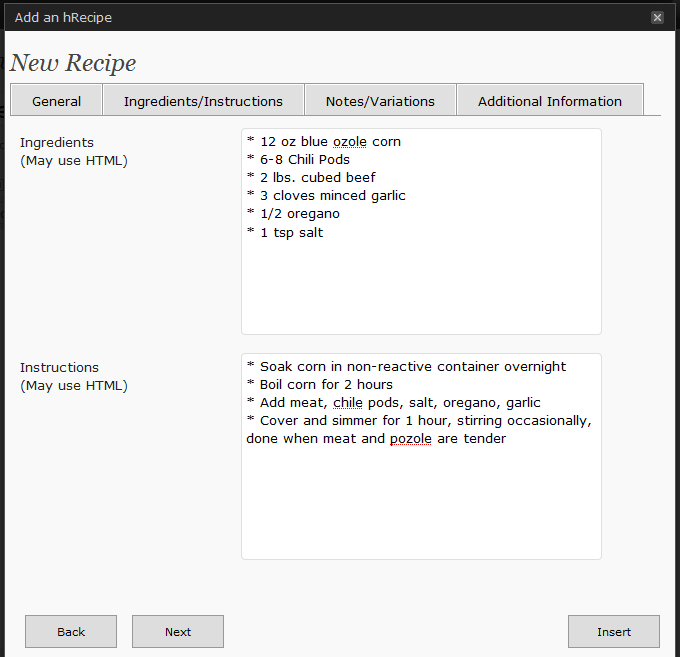 Add an hRecipe
New Recipe
General Ingredients/Instructions Notes/Variations Additional Information
Ingredients
(May use HTML)
* 12 oz blue ozole corn
* 6-8 Chili Pods
* 2 lbs. cubed beef
* 3 cloves minced garlic
* 1/2 oregano
* 1 tsp salt
Instructions
(May use HTML)
* Soak corn in non-reactive container overnight
* Boil corn for 2 hours
* Add meat, chile pods, salt, oregano, garlic
* Cover and simmer for 1 hour, stirring occasionally,
done when meat and pozole are tender
Back Next Insert